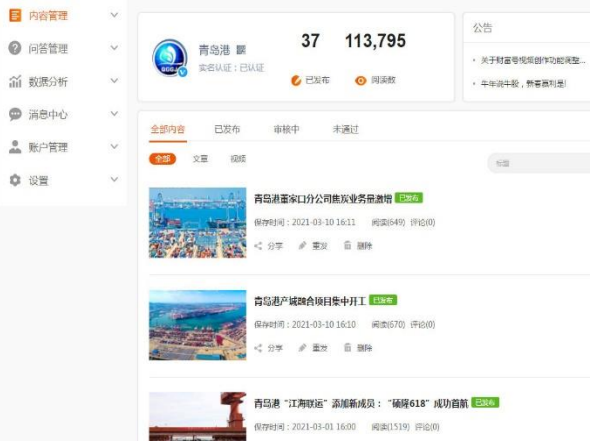 内容管理
问答管理
数据分析
消息中心
账户管理
设置
青岛港
实名认证：已认证
37 113,795
已发布 阅读数
公告
关于财富号视频创作功能调整...
牛年说牛股，新春赢利是!
全部内容 已发布 审核中 未通过
全部 文章 视频
标题
青岛港董家口分公司焦炭业务量激增 已发布
保存时间：2021-03-10 16:11 阅读(649) 评论(0)
分享 重发 删除
青岛港产城融合项目集中开工 已发布
保存时间：2021-03-10 16:10 阅读(670) 评论(0)
分享 重发 删除
青岛港“江海联运”添加新成员：“硕隆618”成功首航 已发布
保存时间：2021-03-01 16:00 阅读(1519) 评论(0)